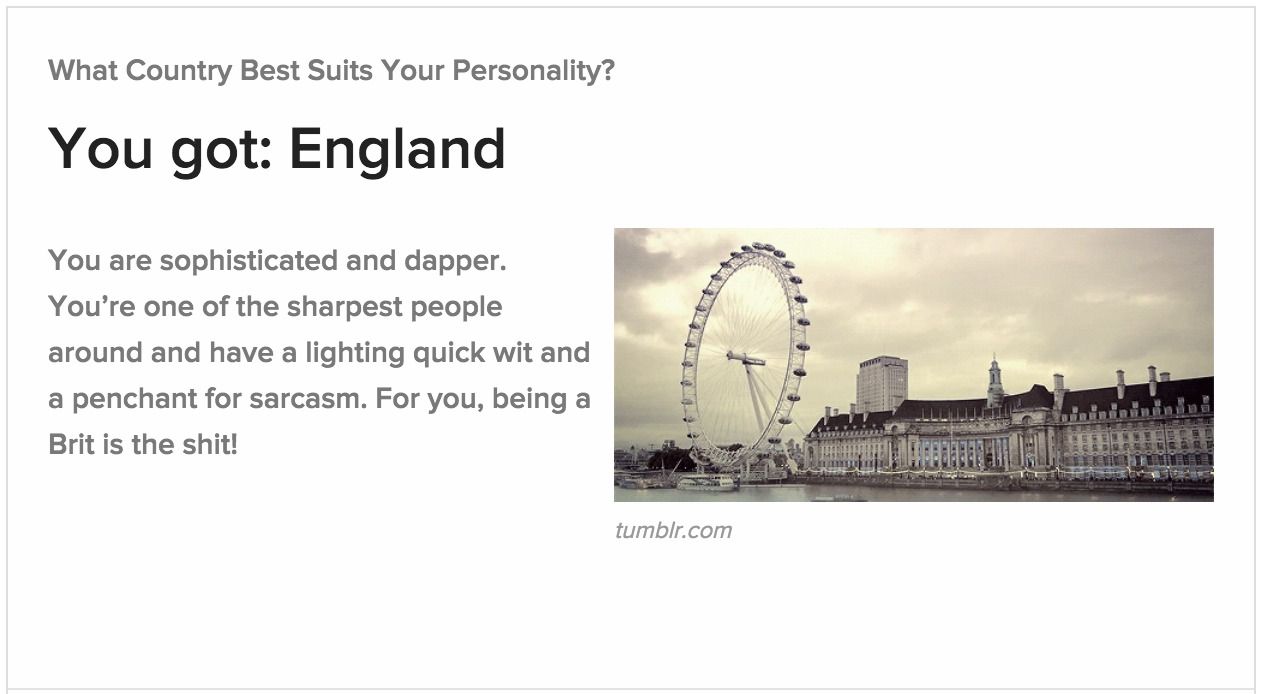 What Country Best Suits Your Personality?
You got: England
You are sophisticated and dapper.
You’re one of the sharpest people
around and have a lighting quick wit and
a penchant for sarcasm. For you, being a
Brit is the shit!
tumblr.com